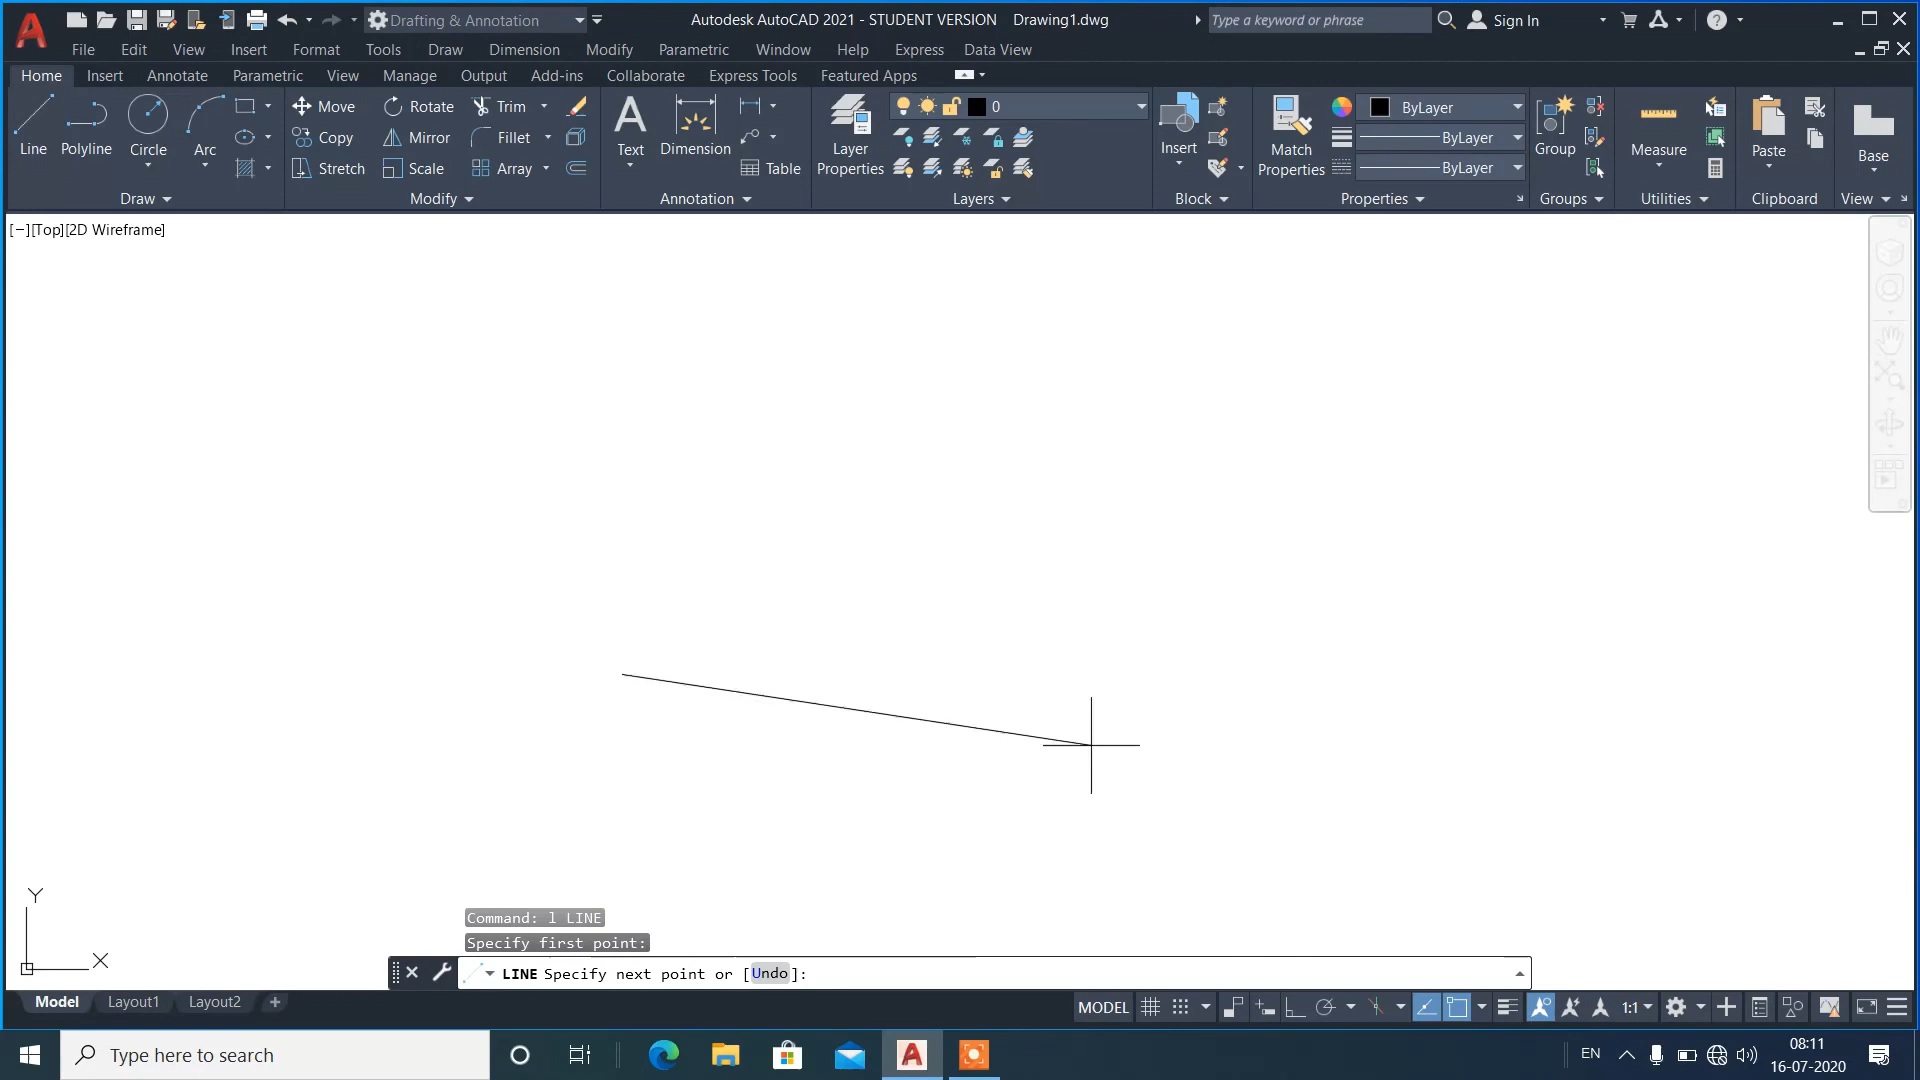 Drafting & Annotation
Autodesk AutoCAD 2021 - STUDENT VERSION Drawing1.dwg
Type a keyword or phrase
Sign In
File Edit View Insert Format Tools Draw Dimension Modify Parametric Window Help Express Data View
Home Insert Annotate Parametric View Manage Output Add-ins Collaborate Express Tools Featured Apps
Line Polyline Circle Arc
Move Rotate Trim
Copy Mirror Fillet
Stretch Scale Array
Text Dimension Table
Layer Properties
0
Insert
Match Properties
ByLayer
ByLayer
ByLayer
Group
Measure
Paste
Base
Draw Modify Annotation Layers Block Properties Groups Utilities Clipboard View
[−][Top][2D Wireframe]
Y
X
Command: l LINE
Specify first point:
LINE Specify next point or [Undo]:
Model Layout1 Layout2 +
MODEL 1:1
Type here to search
EN
08:11
16-07-2020